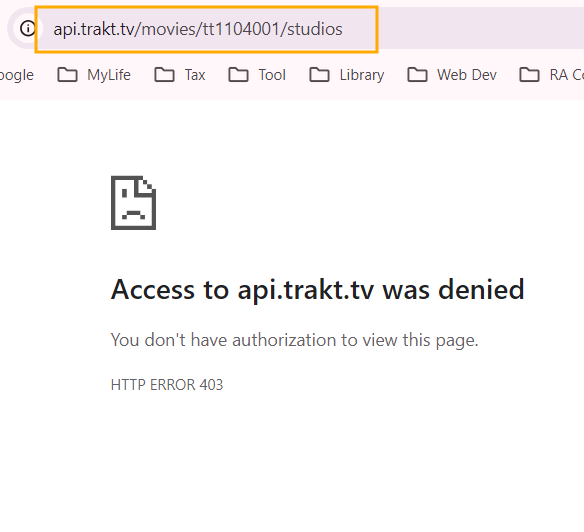 api.trakt.tv/movies/tt1104001/studios
oogle MyLife Tax Tool Library Web Dev RA Co
Access to api.trakt.tv was denied
You don't have authorization to view this page.
HTTP ERROR 403